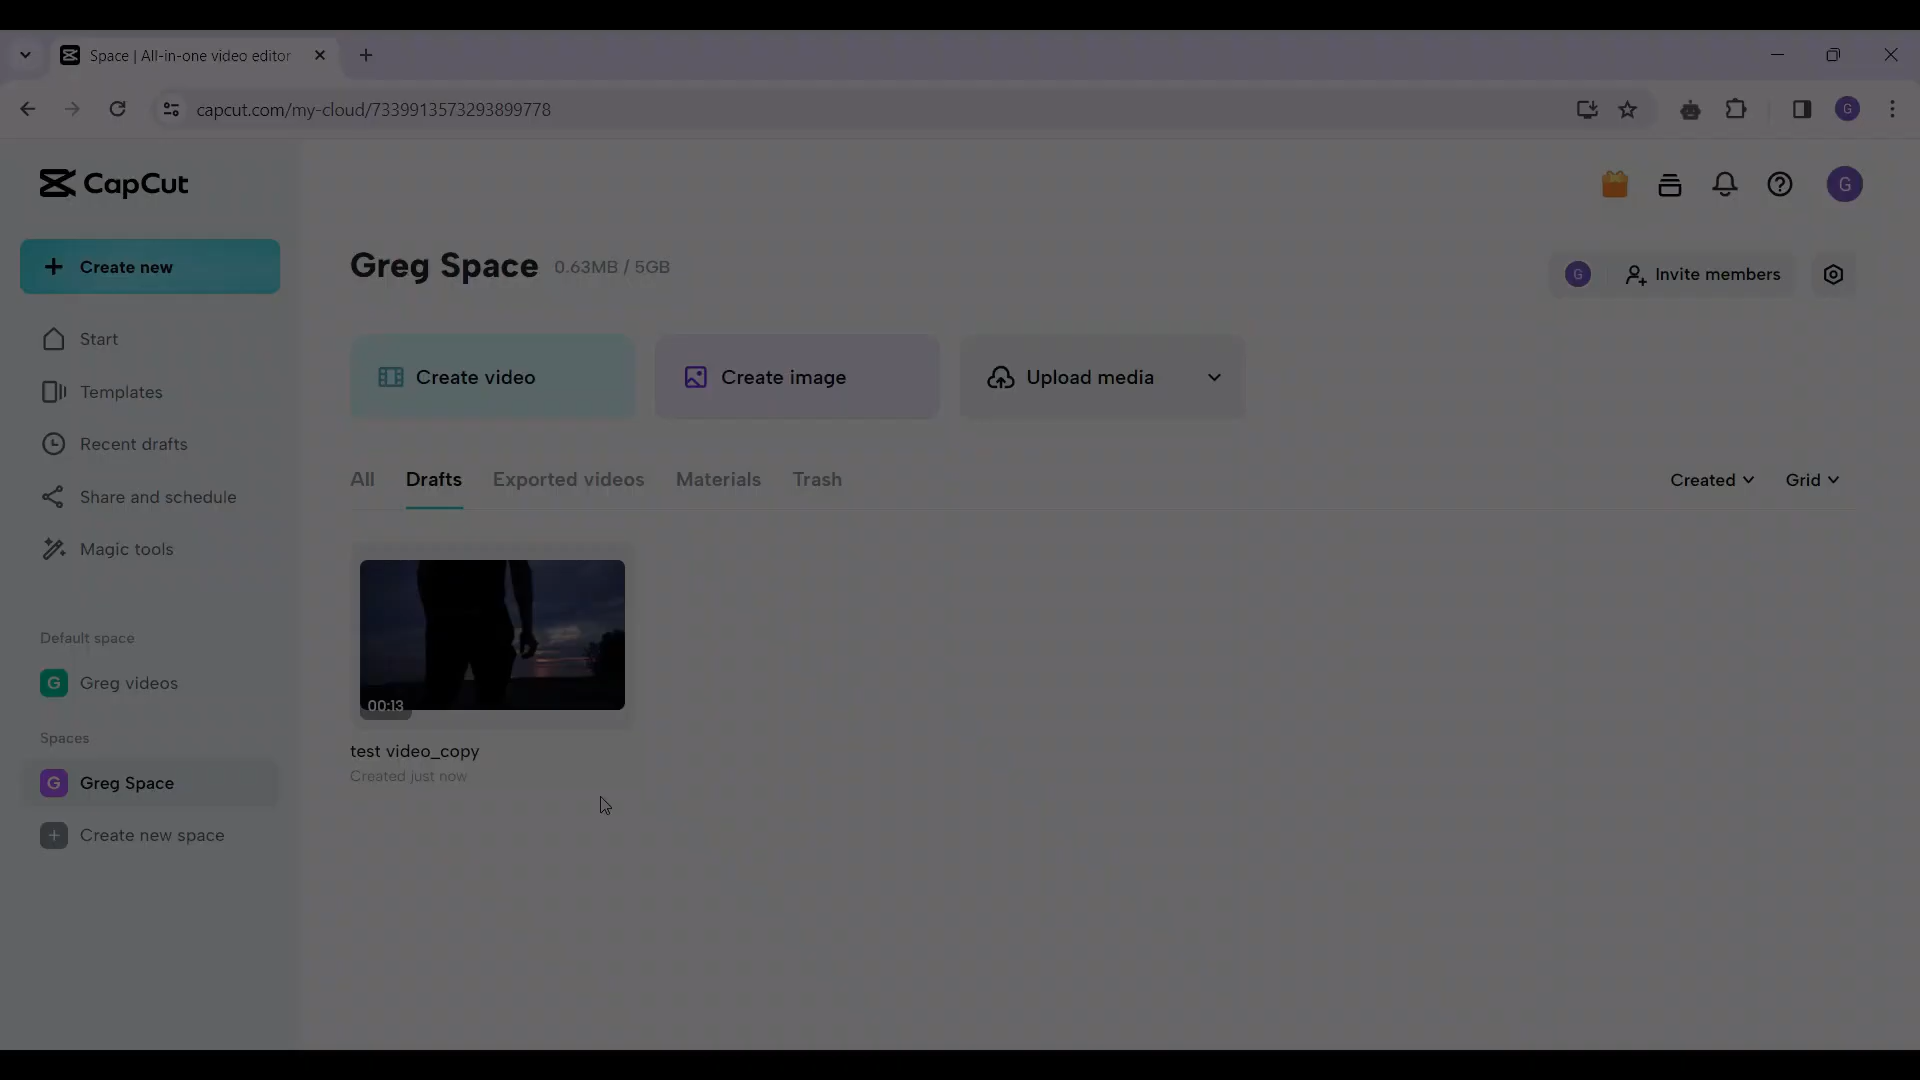 Space | All-in-one video editor
capcut.com/my-cloud/7339913573293899778
G
CapCut
G
Create new
Greg Space 0.63MB / 5GB
G Invite members
Start
Templates
Recent drafts
Share and schedule
Magic tools
Create video
Create image
Upload media
All Drafts Exported videos Materials Trash
Created Grid
00:13
test video_copy
Created just now
Default space
G Greg videos
Spaces
G Greg Space
Create new space